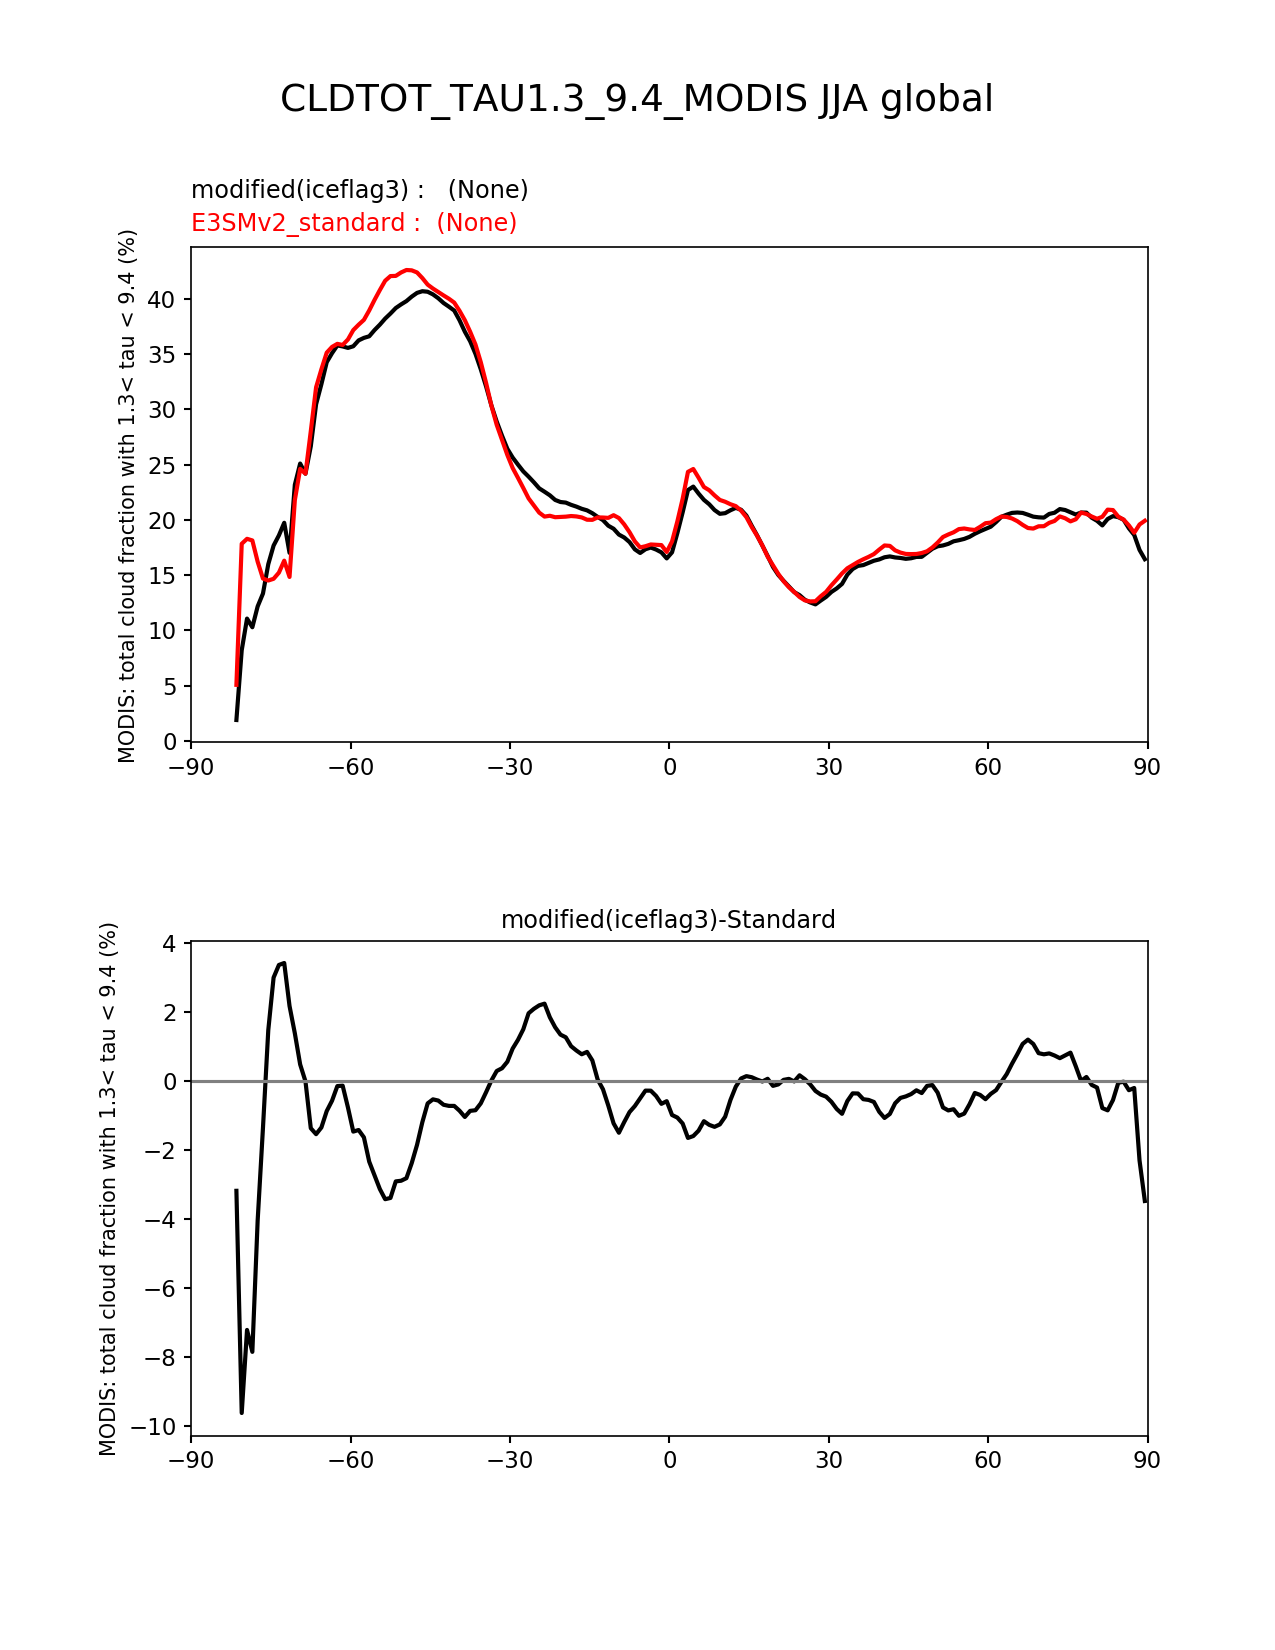 CLDTOT_TAU1.3_9.4_MODIS JJA global
modified(iceflag3) :   (None)
E3SMv2_standard :  (None)
MODIS: total cloud fraction with 1.3< tau < 9.4 (%)
40
35
30
25
20
15
10
5
0
−90 −60 −30 0 30 60 90
modified(iceflag3)-Standard
MODIS: total cloud fraction with 1.3< tau < 9.4 (%)
4
2
0
−2
−4
−6
−8
−10
−90 −60 −30 0 30 60 90